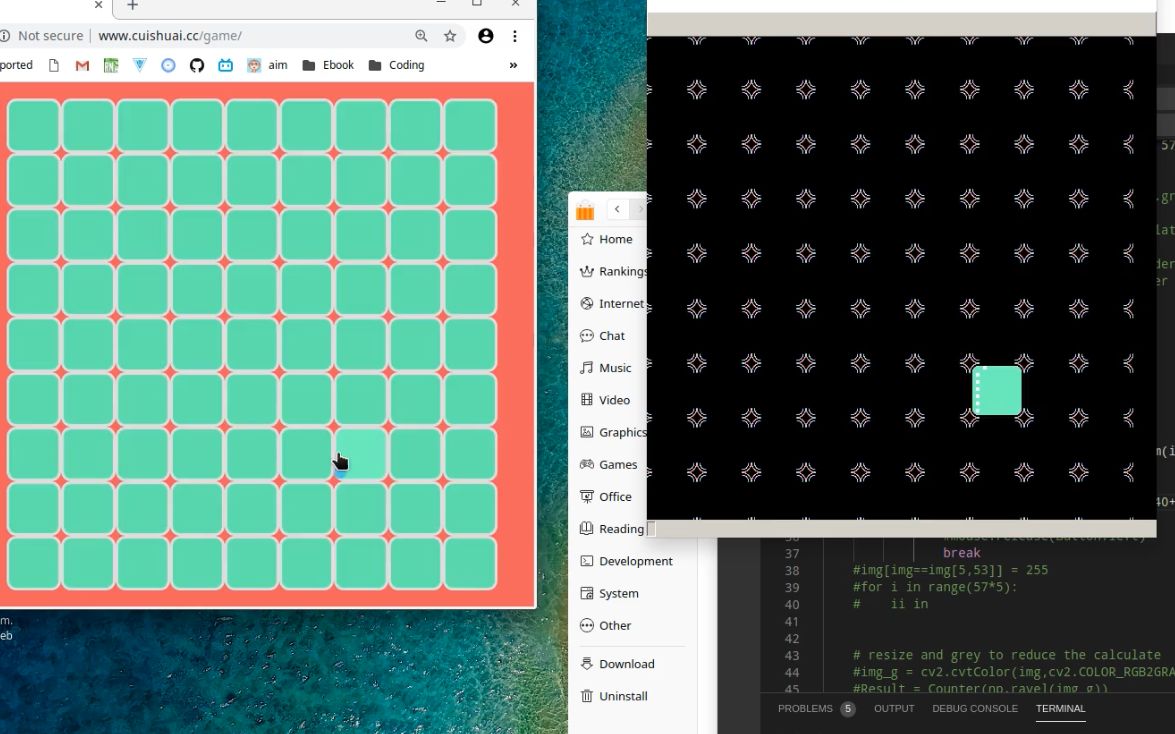 Not secure | www.cuishuai.cc/game/
ported
aim
Ebook
Coding
»
m.
eb
Home
Rankings
Internet
Chat
Music
Video
Graphics
Games
Office
Reading
Development
System
Other
Download
Uninstall
57
.gr
lat
der
er
m(i
40+
37 break
38 #img[img==img[5,53]] = 255
39 #for i in range(57*5):
40 # ii in
41
42
43 # resize and grey to reduce the calculate
44 #img_g = cv2.cvtColor(img,cv2.COLOR_RGB2GRA
45 #Result = Counter(np.ravel(img_g))
PROBLEMS 5 OUTPUT DEBUG CONSOLE TERMINAL